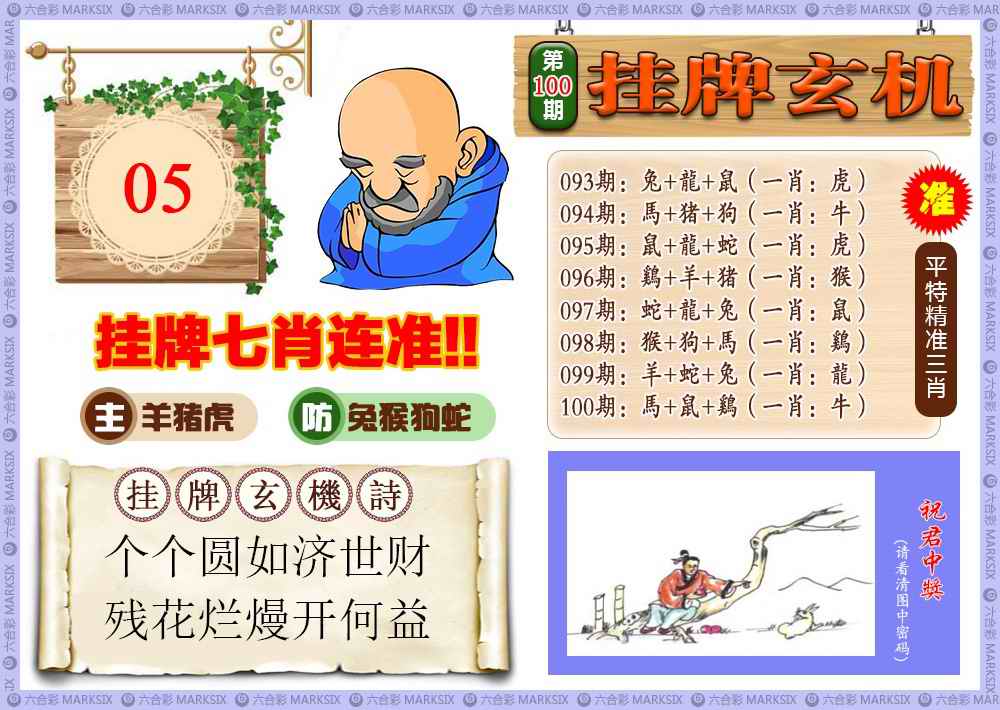 六合彩 MARKSIX
第100期
挂牌玄机
05
挂牌七肖连准!!
主 羊猪虎
防 兔猴狗蛇
挂牌玄機詩
个个圆如济世财
残花烂熳开何益
093期：兔+龍+鼠（一肖：虎）
094期：馬+猪+狗（一肖：牛）
095期：鼠+龍+蛇（一肖：虎）
096期：鷄+羊+猪（一肖：猴）
097期：蛇+龍+兔（一肖：鼠）
098期：猴+狗+馬（一肖：鷄）
099期：羊+蛇+兔（一肖：龍）
100期：馬+鼠+鷄（一肖：牛）
准
平特精准三肖
祝君中獎
（请看清图中密码）